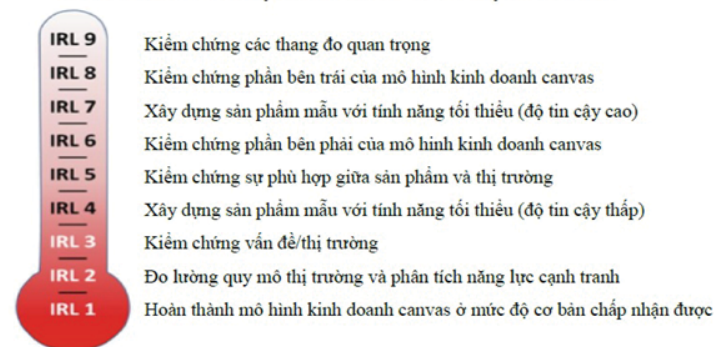 IRL 9 Kiểm chứng các thang đo quan trọng
IRL 8 Kiểm chứng phần bên trái của mô hình kinh doanh canvas
IRL 7 Xây dựng sản phẩm mẫu với tính năng tối thiểu (độ tin cậy cao)
IRL 6 Kiểm chứng phần bên phải của mô hinh kinh doanh canvas
IRL 5 Kiểm chứng sự phù hợp giữa sản phẩm và thị trường
IRL 4 Xây dựng sản phẩm mẫu với tính năng tối thiểu (độ tin cậy thấp)
IRL 3 Kiểm chứng vấn đề/thị trường
IRL 2 Đo lường quy mô thị trường và phân tích năng lực cạnh tranh
IRL 1 Hoàn thành mô hình kinh doanh canvas ở mức độ cơ bản chấp nhận được